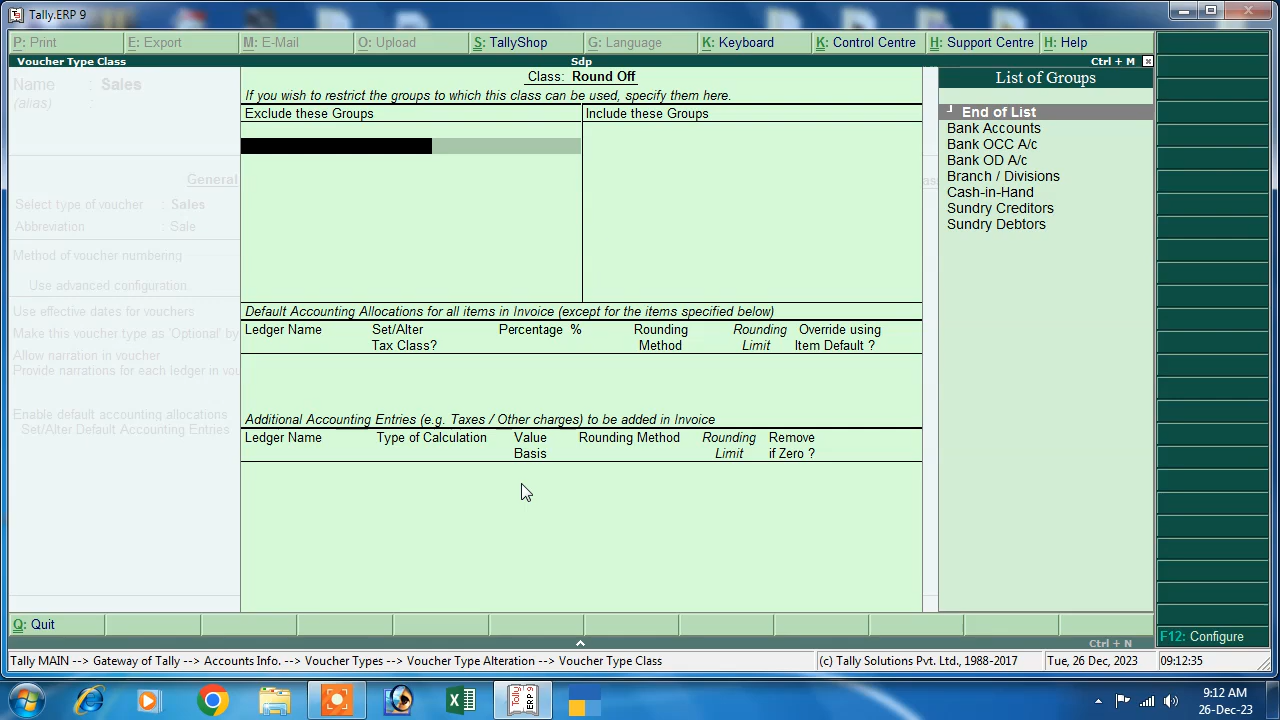 Tally.ERP 9
P: Print E: Export M: E-Mail O: Upload S: TallyShop G: Language K: Keyboard K: Control Centre H: Support Centre H: Help
Voucher Type Class Sdp Ctrl + M
Name : Sales
(alias) :
General
Select type of voucher : Sales
Abbreviation : Sale
Method of voucher numbering
Use advanced configuration
Use effective dates for vouchers
Make this voucher type as 'Optional' by
Allow narration in voucher
Provide narrations for each ledger in vou
Enable default accounting allocations
Set/Alter Default Accounting Entries
Class: Round Off
If you wish to restrict the groups to which this class can be used, specify them here.
Exclude these Groups Include these Groups
Default Accounting Allocations for all items in Invoice (except for the items specified below)
Ledger Name Set/Alter Percentage % Rounding Rounding Override using
Tax Class? Method Limit Item Default ?
Additional Accounting Entries (e.g. Taxes / Other charges) to be added in Invoice
Ledger Name Type of Calculation Value Rounding Method Rounding Remove
Basis Limit if Zero ?
List of Groups
End of List
Bank Accounts
Bank OCC A/c
Bank OD A/c
Branch / Divisions
Cash-in-Hand
Sundry Creditors
Sundry Debtors
Q: Quit
F12: Configure
Ctrl + N
Tally MAIN --> Gateway of Tally --> Accounts Info. --> Voucher Types --> Voucher Type Alteration --> Voucher Type Class (c) Tally Solutions Pvt. Ltd., 1988-2017 Tue, 26 Dec, 2023 09:12:35
Tally ERP 9
9:12 AM
26-Dec-23